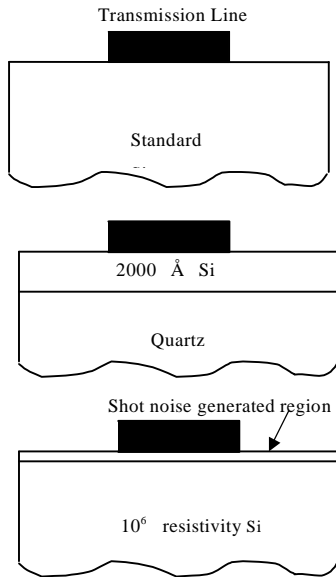 Transmission Line
Standard
2000 Å Si
Quartz
Shot noise generated region
10⁶ resistivity Si